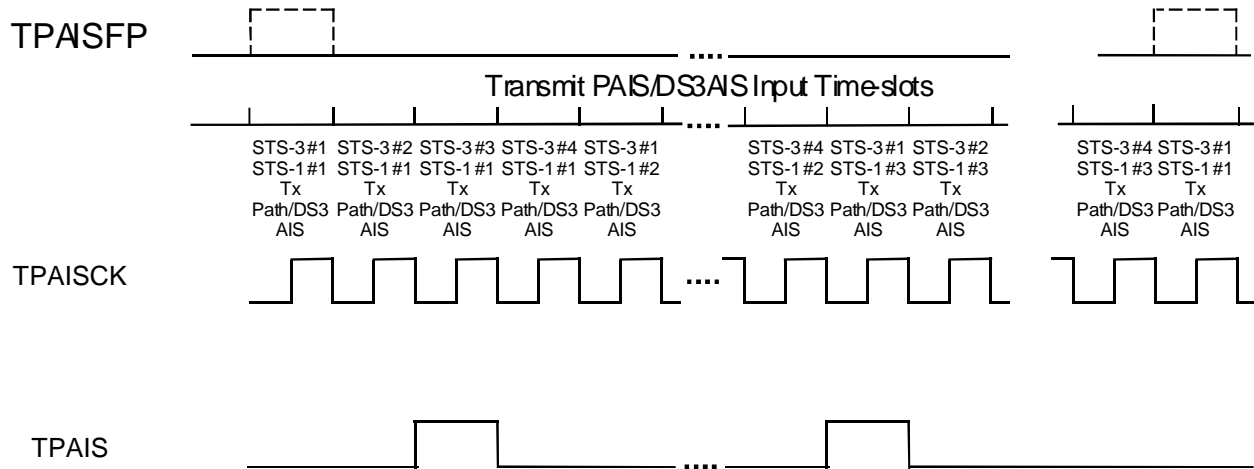 TPAISFP
Transmit PAIS/DS3AIS Input Time-slots
STS-3 #1 STS-3 #2 STS-3 #3 STS-3 #4 STS-3 #1 STS-3 #4 STS-3 #1 STS-3 #2 STS-3 #4 STS-3 #1
STS-1 #1 STS-1 #1 STS-1 #1 STS-1 #1 STS-1 #2 STS-1 #2 STS-1 #3 STS-1 #3 STS-1 #3 STS-1 #1
Tx Tx Tx Tx Tx Tx Tx Tx Tx Tx
Path/DS3 Path/DS3 Path/DS3 Path/DS3 Path/DS3 Path/DS3 Path/DS3 Path/DS3 Path/DS3 Path/DS3
AIS AIS AIS AIS AIS AIS AIS AIS AIS AIS
TPAISCK
TPAIS